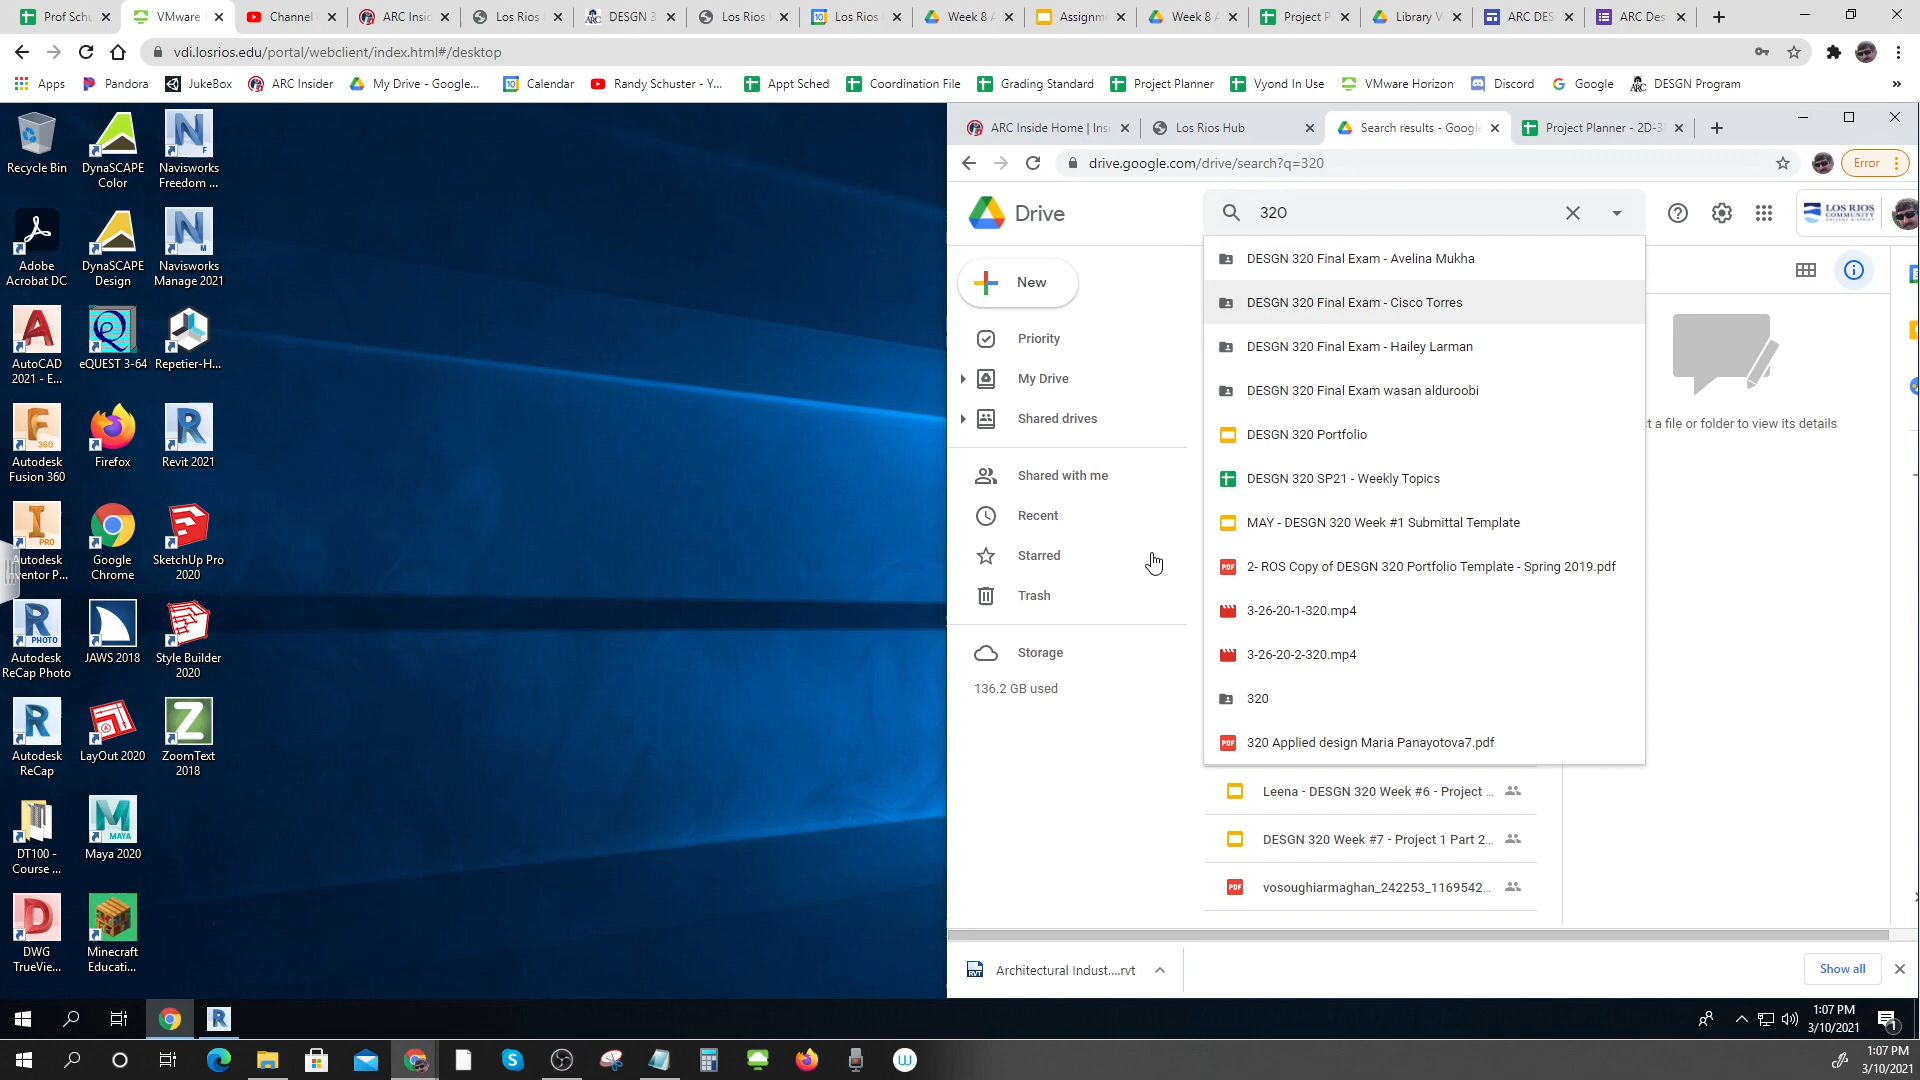 Prof Schu
VMware
Channel c
ARC Insic
Los Rios
DESGN 3
Los Rios
Los Rios
Week 8 A
Assignme
Week 8 A
Project P
Library V
ARC DES
ARC Des
vdi.losrios.edu/portal/webclient/index.html#/desktop
Apps
Pandora
JukeBox
ARC Insider
My Drive - Google...
Calendar
Randy Schuster - Y...
Appt Sched
Coordination File
Grading Standard
Project Planner
Vyond In Use
VMware Horizon
Discord
Google
DESGN Program
»
Recycle Bin
DynaSCAPE
Color
Navisworks
Freedom ...
Adobe
Acrobat DC
DynaSCAPE
Design
Navisworks
Manage 2021
AutoCAD
2021 - E...
eQUEST 3-64
Repetier-H...
Autodesk
Fusion 360
Firefox
Revit 2021
Autodesk
nventor P...
Google
Chrome
SketchUp Pro
2020
Autodesk
ReCap Photo
JAWS 2018
Style Builder
2020
Autodesk
ReCap
LayOut 2020
ZoomText
2018
DT100 -
Course ...
Maya 2020
DWG
TrueVie...
Minecraft
Educati...
ARC Inside Home | Insi
Los Rios Hub
Search results - Google
Project Planner - 2D-3
drive.google.com/drive/search?q=320
Error
Drive
320
LOS RIOS
COMMUNITY
New
Priority
My Drive
Shared drives
Shared with me
Recent
Starred
Trash
Storage
136.2 GB used
DESGN 320 Final Exam - Avelina Mukha
DESGN 320 Final Exam - Cisco Torres
DESGN 320 Final Exam - Hailey Larman
DESGN 320 Final Exam wasan alduroobi
DESGN 320 Portfolio
DESGN 320 SP21 - Weekly Topics
MAY - DESGN 320 Week #1 Submittal Template
2- ROS Copy of DESGN 320 Portfolio Template - Spring 2019.pdf
3-26-20-1-320.mp4
3-26-20-2-320.mp4
320
320 Applied design Maria Panayotova7.pdf
Leena - DESGN 320 Week #6 - Project ...
DESGN 320 Week #7 - Project 1 Part 2...
vosoughiarmaghan_242253_1169542...
t a file or folder to view its details
Architectural Indust....rvt
Show all
1:07 PM
3/10/2021
1:07 PM
3/10/2021